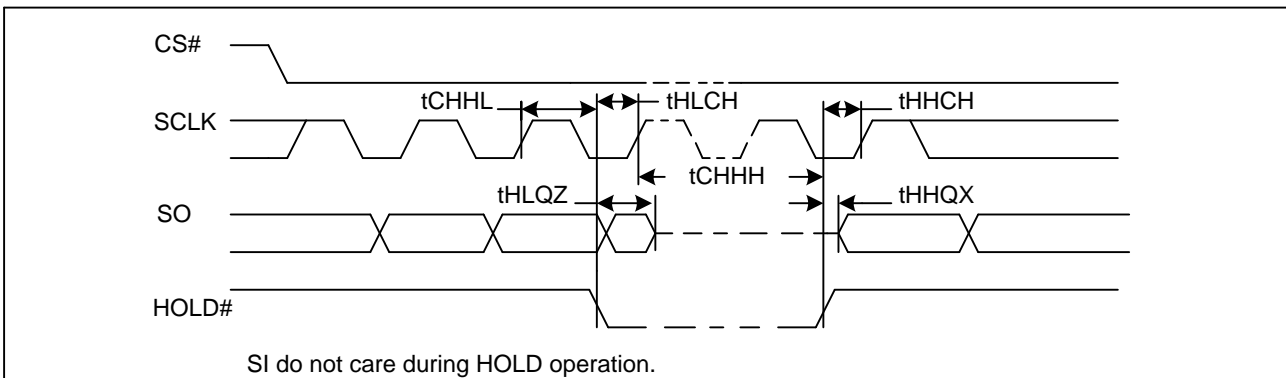 CS#
tCHHL
tHLCH
tHHCH
SCLK
tCHHH
tHLQZ
tHHQX
SO
HOLD#
SI do not care during HOLD operation.